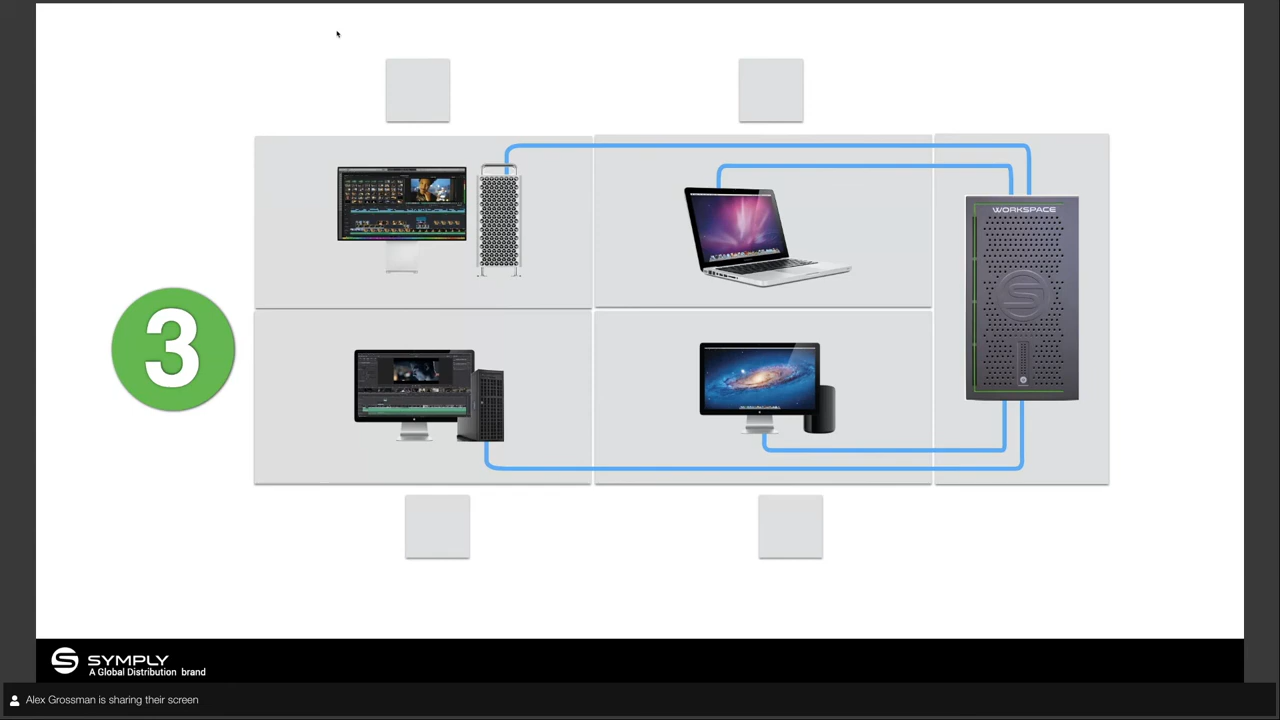 WORKSPACE
3
SYMPLY
A Global Distribution brand
Alex Grossman is sharing their screen